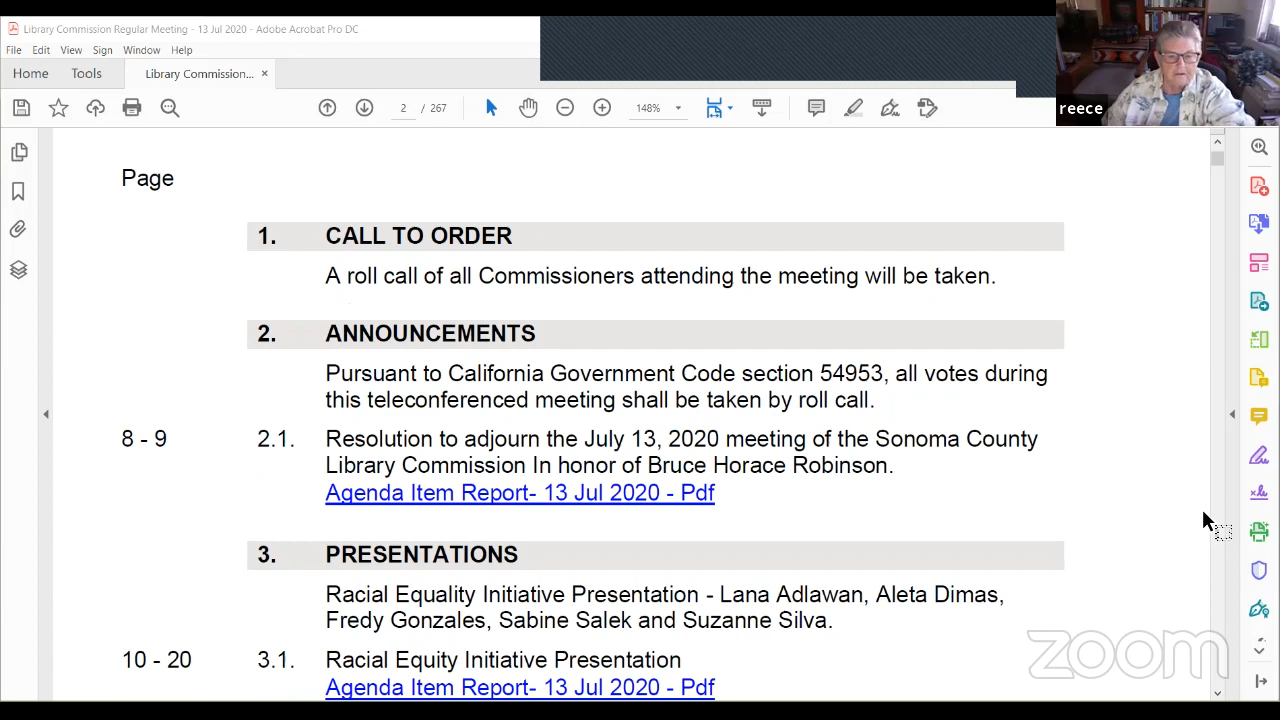 Library Commission Regular Meeting - 13 Jul 2020 - Adobe Acrobat Pro DC
File Edit View Sign Window Help
Home Tools Library Commission... ×
2 / 267 148%
reece
Page
1. CALL TO ORDER
A roll call of all Commissioners attending the meeting will be taken.
2. ANNOUNCEMENTS
Pursuant to California Government Code section 54953, all votes during
this teleconferenced meeting shall be taken by roll call.
8 - 9 2.1. Resolution to adjourn the July 13, 2020 meeting of the Sonoma County
Library Commission In honor of Bruce Horace Robinson.
Agenda Item Report- 13 Jul 2020 - Pdf
3. PRESENTATIONS
Racial Equality Initiative Presentation - Lana Adlawan, Aleta Dimas,
Fredy Gonzales, Sabine Salek and Suzanne Silva.
10 - 20 3.1. Racial Equity Initiative Presentation
Agenda Item Report- 13 Jul 2020 - Pdf
zoom